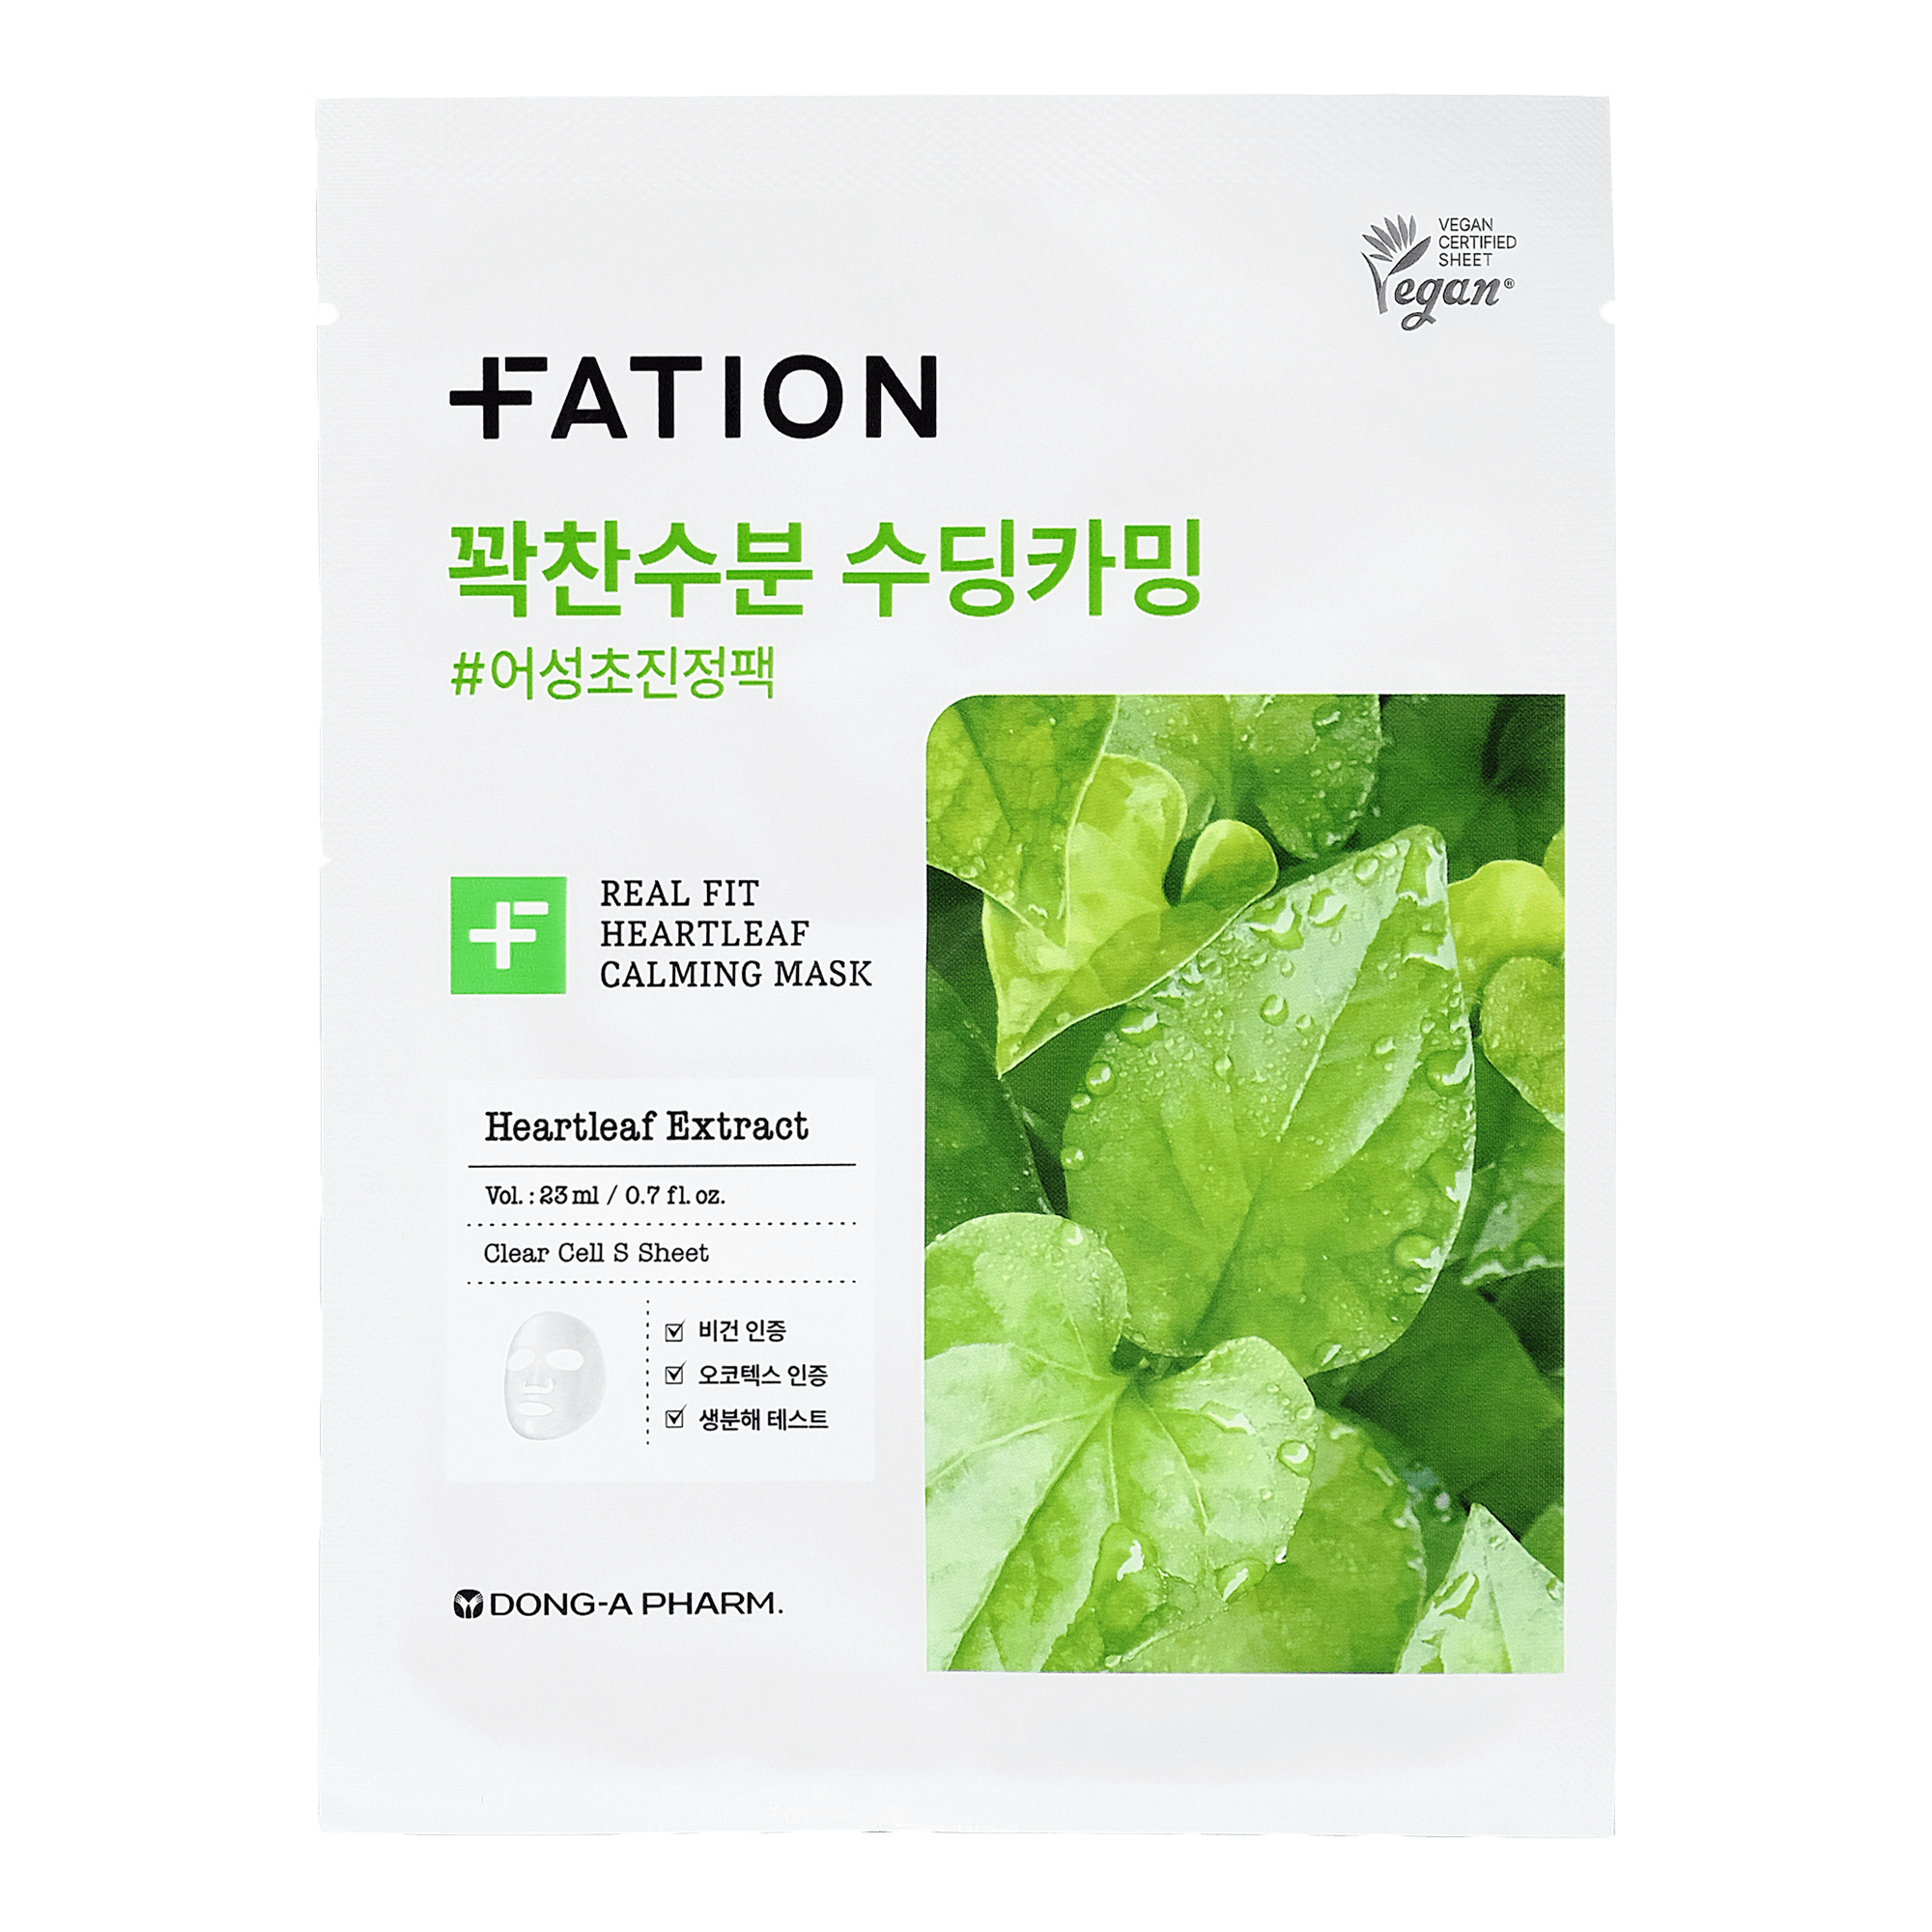 VEGAN
CERTIFIED
SHEET
Vegan®
FATION
꽉찬수분 수딩카밍
#어성초진정팩
F
REAL FIT
HEARTLEAF
CALMING MASK
Heartleaf Extract
Vol. : 23 ml / 0.7 fl. oz.
Clear Cell S Sheet
비건 인증
오코텍스 인증
생분해 테스트
DONG-A PHARM.